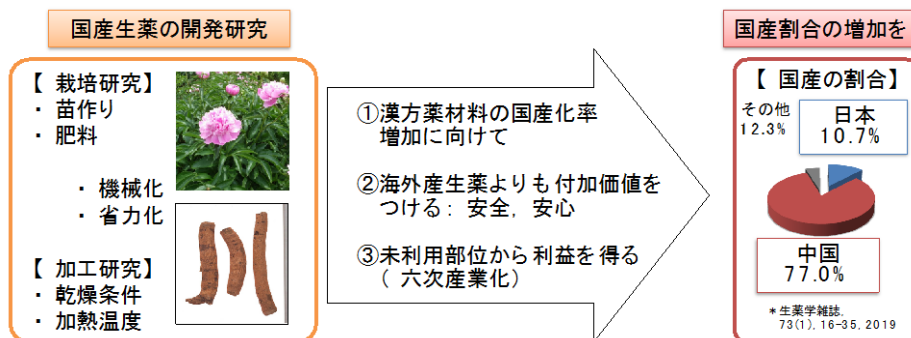 国産生薬の開発研究
【 栽培研究】
・ 苗作り
・ 肥料
・ 機械化
・ 省力化
【 加工研究】
・ 乾燥条件
・ 加熱温度
①漢方薬材料の国産化率
増加に向けて
②海外産生薬よりも付加価値を
つける: 安全, 安心
③未利用部位から利益を得る
( 六次産業化)
国産割合の増加を
【 国産の割合】
その他
12.3%
日本
10.7%
中国
77.0%
*生薬学雑誌.
73(1), 16-35, 2019